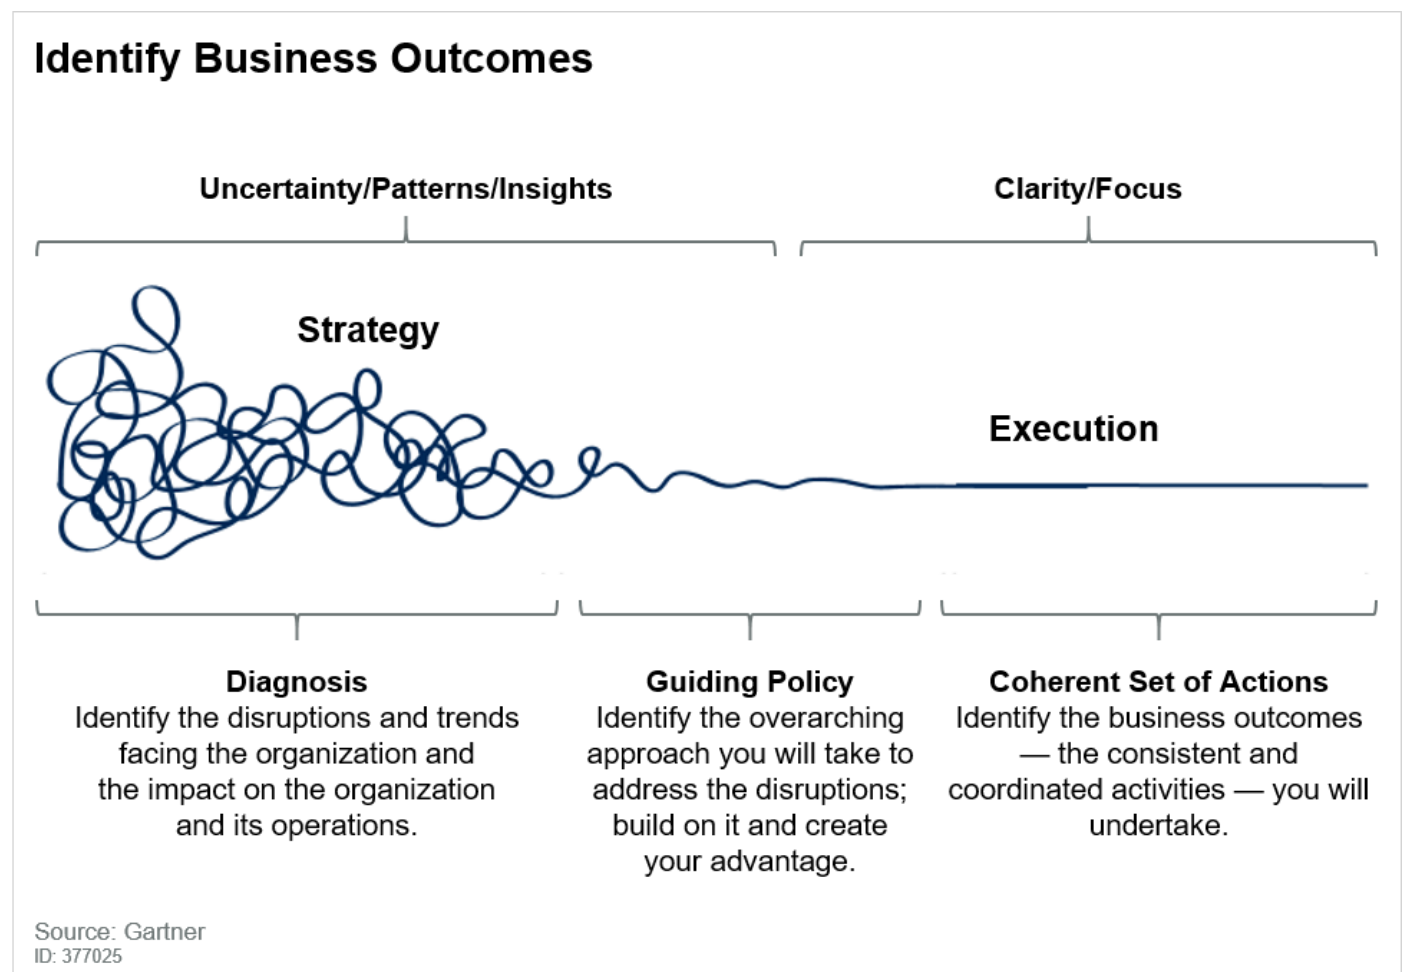 Identify Business Outcomes
Uncertainty/Patterns/Insights
Clarity/Focus
Strategy
Execution
Diagnosis
Identify the disruptions and trends
facing the organization and
the impact on the organization
and its operations.
Guiding Policy
Identify the overarching
approach you will take to
address the disruptions;
build on it and create
your advantage.
Coherent Set of Actions
Identify the business outcomes
— the consistent and
coordinated activities — you will
undertake.
Source: Gartner
ID: 377025